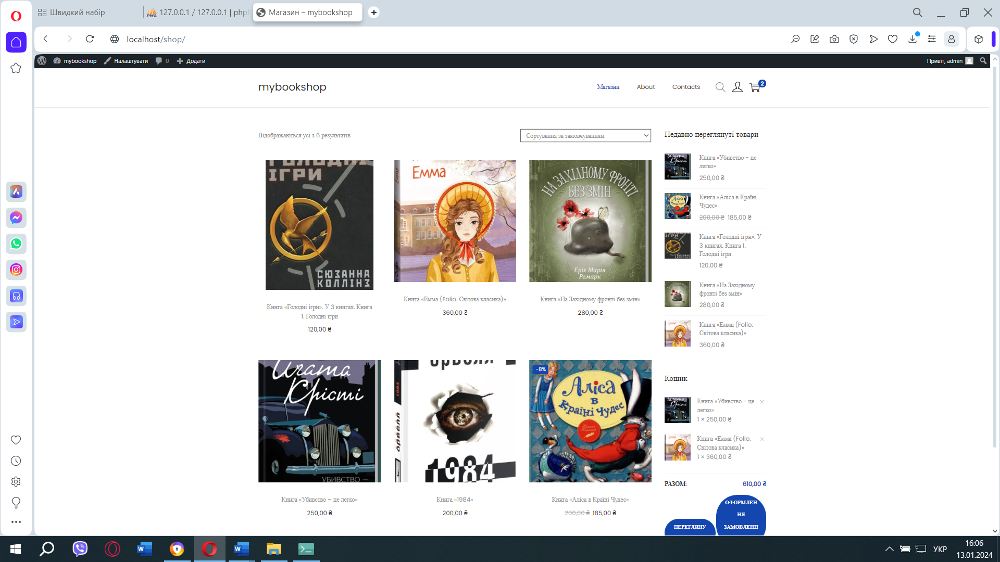 Швидкий набір
127.0.0.1 / 127.0.0.1 | php
Магазин – mybookshop
localhost/shop/
mybookshop
Налаштувати
0
Додати
Привіт, admin
mybookshop
Магазин
About
Contacts
2
Відображаються усі з 6 результатів
Сортування за замовчуванням
ГОЛОДНІ
ІГРИ
СЮЗАННА
КОЛЛІНЗ
Книга «Голодні ігри». У 3 книгах. Книга
1. Голодні ігри
120,00 ₴
Емма
Книга «Емма (Folio. Світова класика)»
360,00 ₴
НА ЗАХІДНОМУ ФРОНТІ
БЕЗ ЗМІН
Еріх Марія
Ремарк
Книга «На Західному фронті без змін»
280,00 ₴
Агата
Крісті
УБИВСТВО –
Книга «Убивство – це легко»
250,00 ₴
Орвелл
1984
1984
Книга «1984»
200,00 ₴
-8%
Аліса
в
Країні Чудес
Книга «Аліса в Країні Чудес»
200,00 ₴ 185,00 ₴
Недавно переглянуті товари
Книга «Убивство – це
легко»
250,00 ₴
Книга «Аліса в Країні
Чудес»
200,00 ₴ 185,00 ₴
Книга «Голодні ігри». У
3 книгах. Книга 1.
Голодні ігри
120,00 ₴
Книга «На Західному
фронті без змін»
280,00 ₴
Книга «Емма (Folio.
Світова класика)»
360,00 ₴
Кошик
Книга «Убивство – це
легко»
1 × 250,00 ₴
Книга «Емма (Folio.
Світова класика)»
1 × 360,00 ₴
РАЗОМ:
610,00 ₴
ПЕРЕГЛЯНУ
ОФОРМЛЕН
НЯ
ЗАМОВЛЕНН
УКР
16:06
13.01.2024